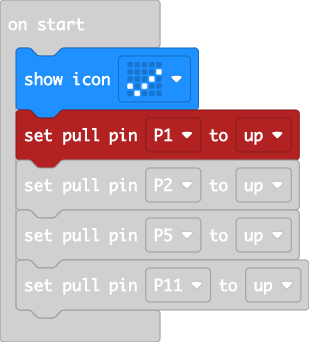 on start
show icon
set pull pin P1 to up
set pull pin P2 to up
set pull pin P5 to up
set pull pin P11 to up